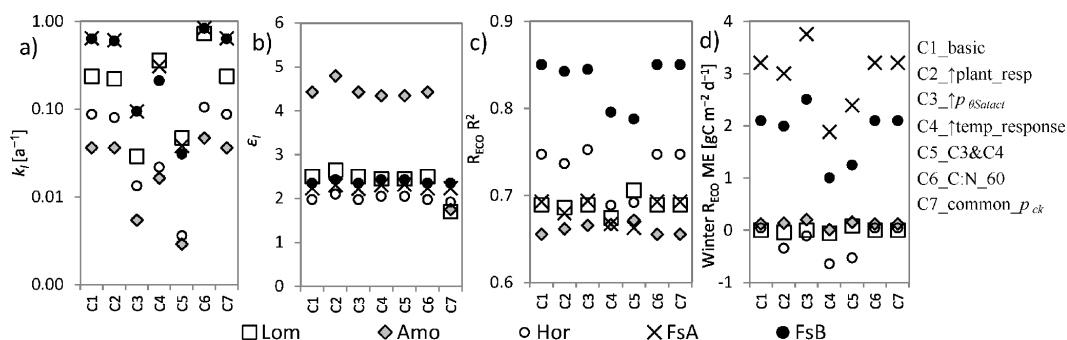 a)
k_l [a⁻¹]
1.00
0.10
0.01
0.00
C1 C2 C3 C4 C5 C6 C7
b)
ε_l
6
5
4
3
2
1
0
C1 C2 C3 C4 C5 C6 C7
c)
R_ECO R²
0.9
0.8
0.7
0.6
C1 C2 C3 C4 C5 C6 C7
d)
Winter R_ECO ME [gC m⁻² d⁻¹]
4
3
2
1
0
-1
C1 C2 C3 C4 C5 C6 C7
C1_basic
C2_↑plant_resp
C3_↑p_θSatact
C4_↑temp_response
C5_C3&C4
C6_C:N_60
C7_common_p_ck
Lom Amo Hor FsA FsB